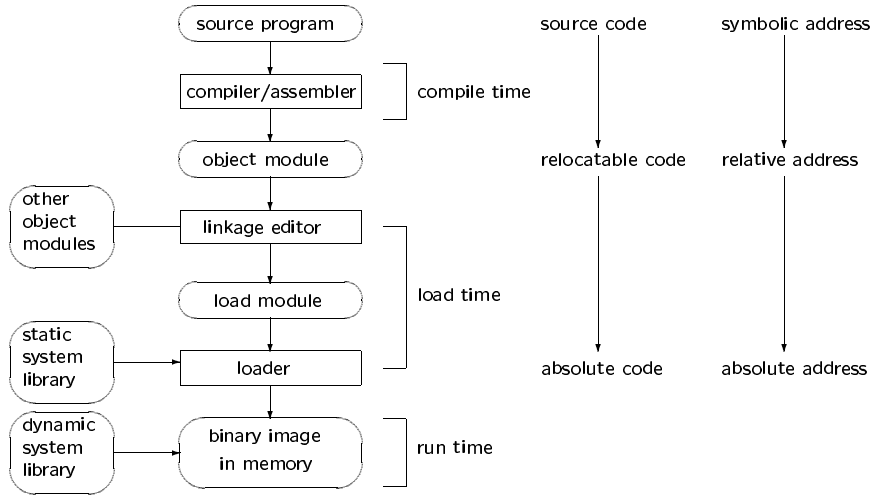 source program
source code
symbolic address
compiler/assembler
compile time
object module
relocatable code
relative address
other
object
modules
linkage editor
load module
load time
static
system
library
loader
absolute code
absolute address
dynamic
system
library
binary image
in memory
run time